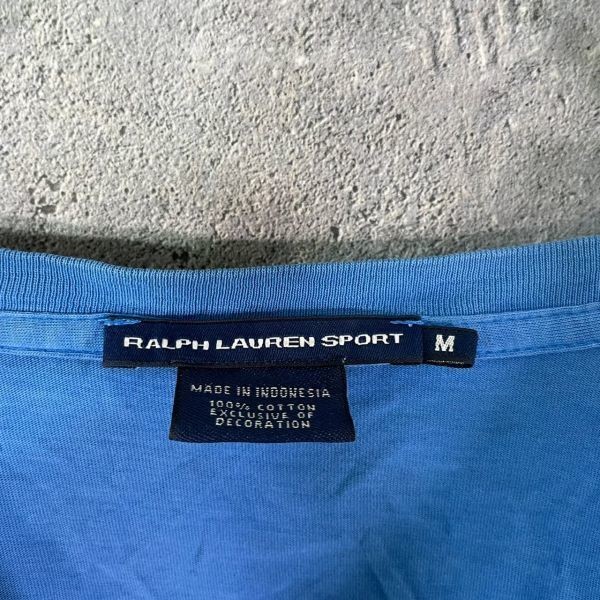 RALPH LAUREN SPORT
M
MADE IN INDONESIA
100% COTTON
EXCLUSIVE OF
DECORATION